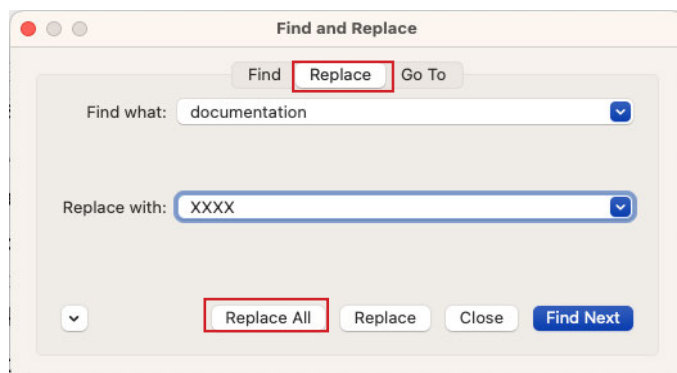 Find and Replace
Find Replace Go To
Find what: documentation
Replace with: XXXX
Replace All Replace Close Find Next